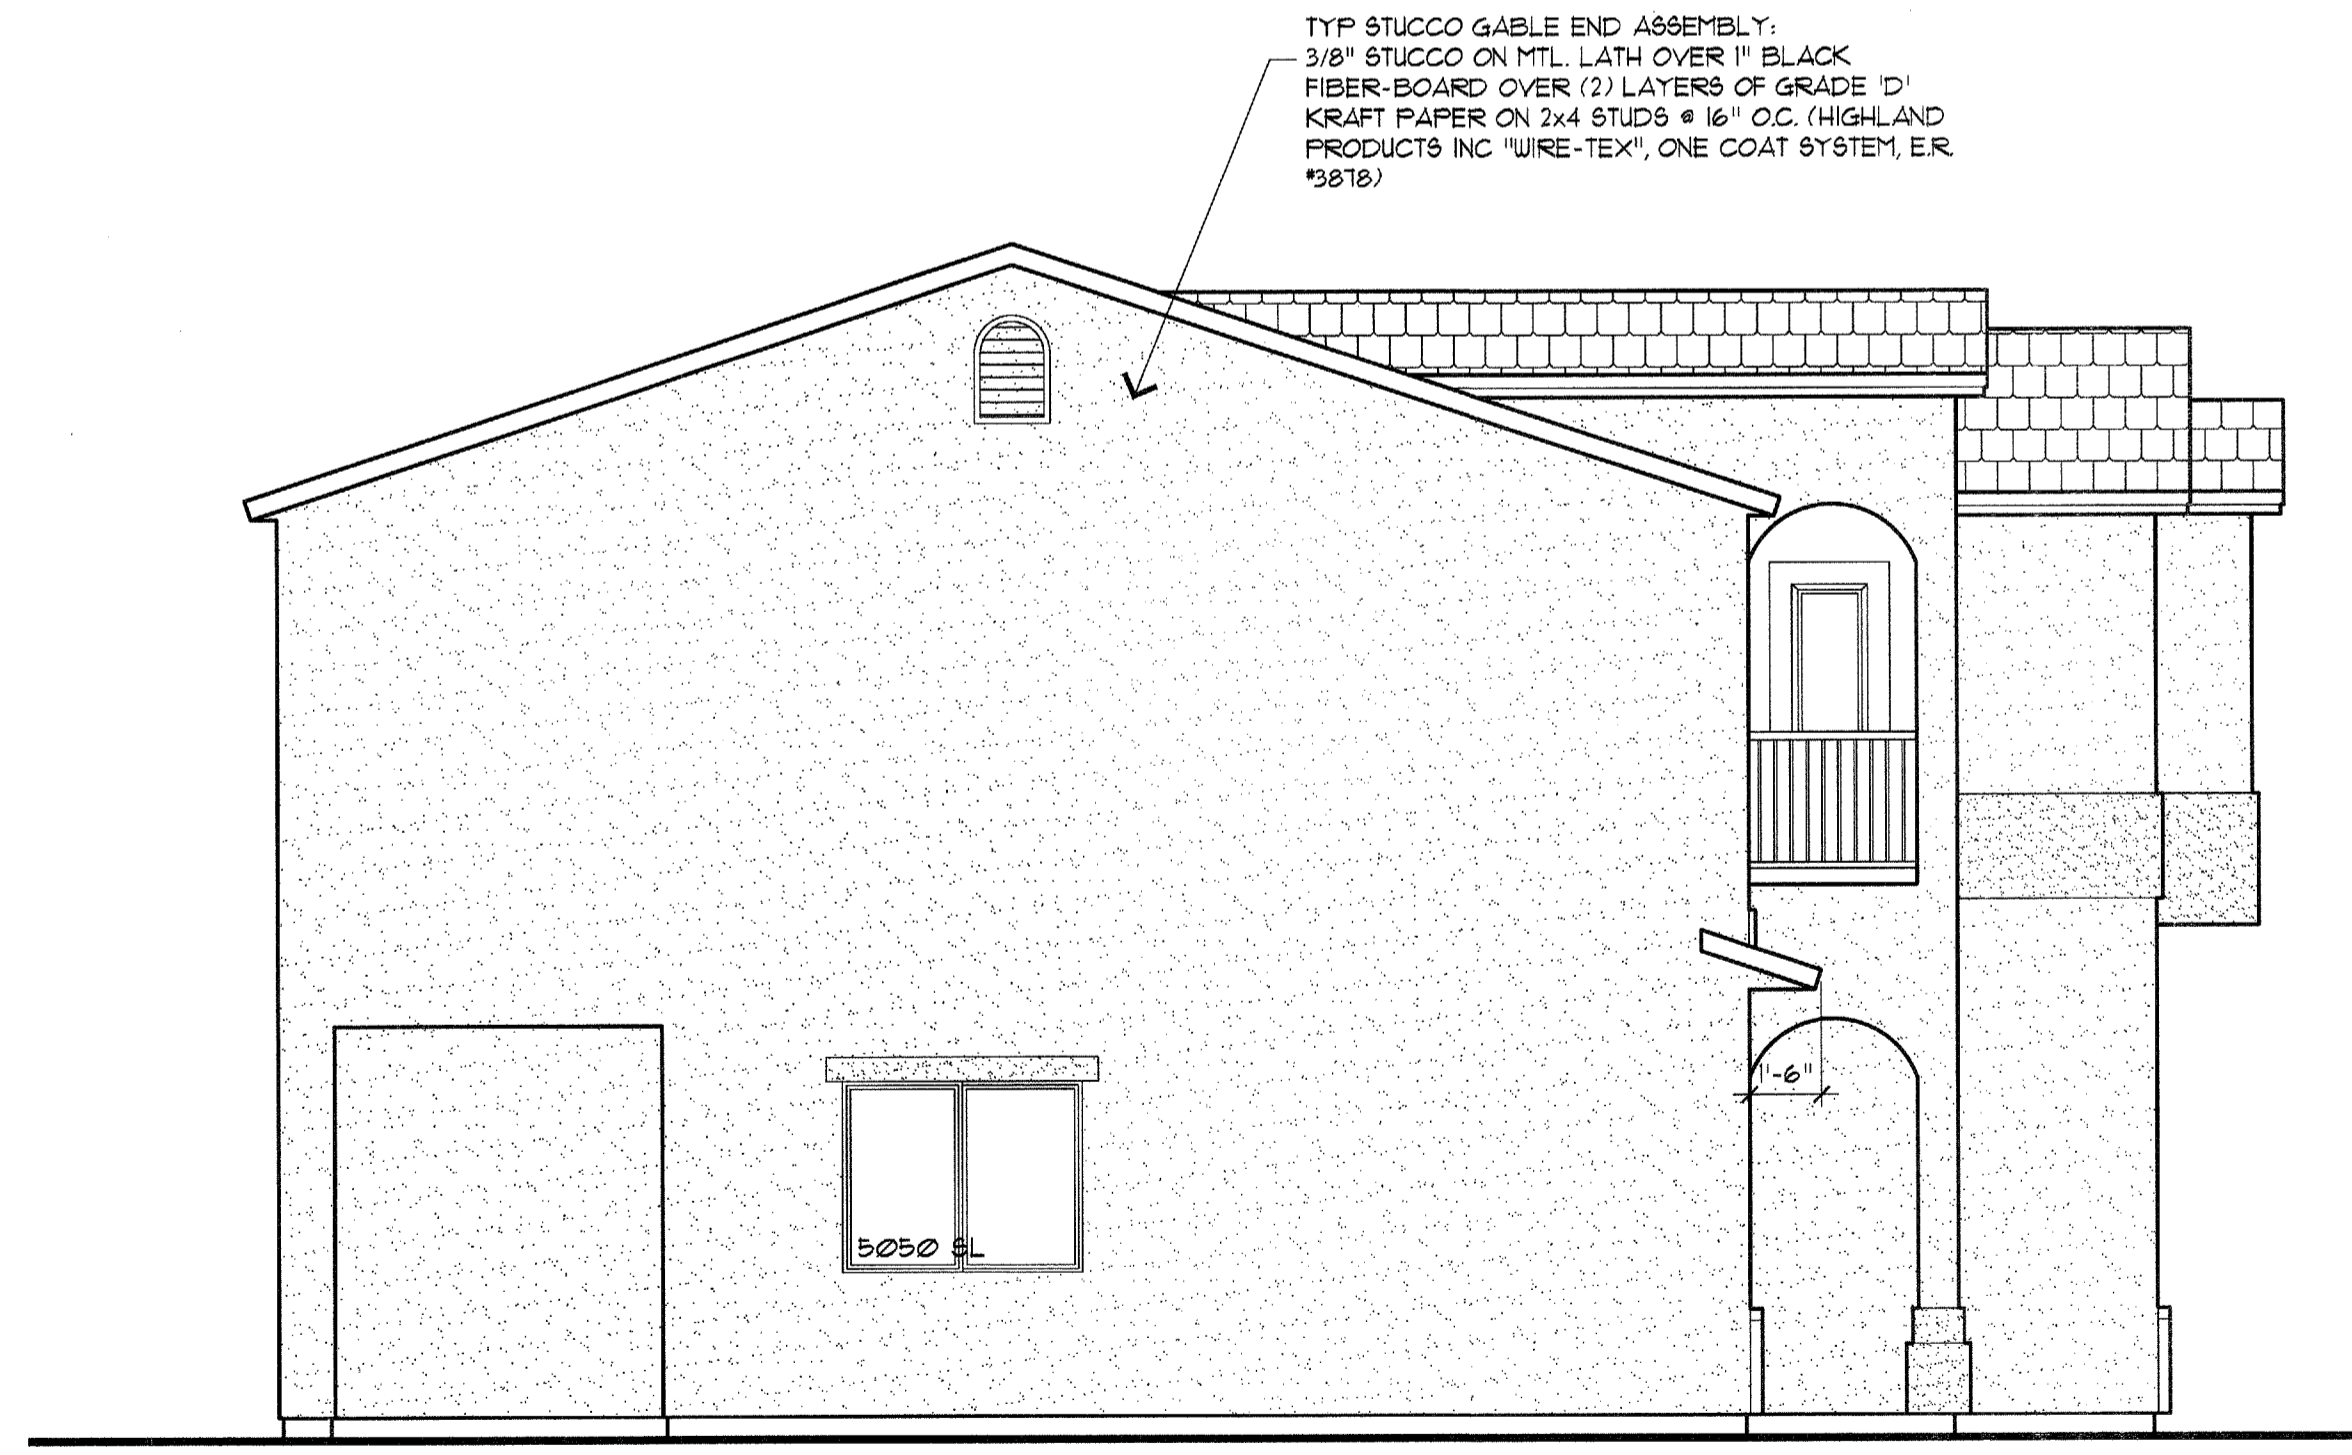 TYP STUCCO GABLE END ASSEMBLY:
3/8" STUCCO ON MTL. LATH OVER 1" BLACK
FIBER-BOARD OVER (2) LAYERS OF GRADE 'D'
KRAFT PAPER ON 2x4 STUDS @ 16" O.C. (HIGHLAND
PRODUCTS INC "WIRE-TEX", ONE COAT SYSTEM, E.R.
#3878)
1'-6"
5050 SL